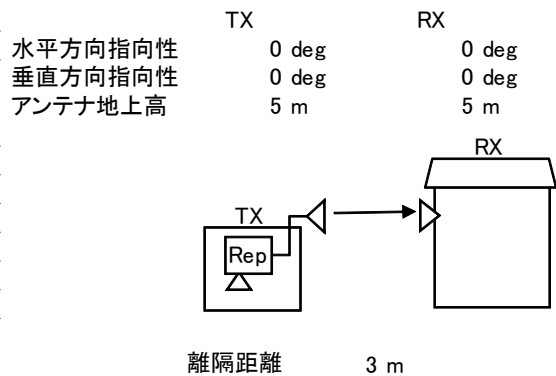 TX RX
水平方向指向性 0 deg 0 deg
垂直方向指向性 0 deg 0 deg
アンテナ地上高 5 m 5 m
RX
TX
Rep
離隔距離 3 m